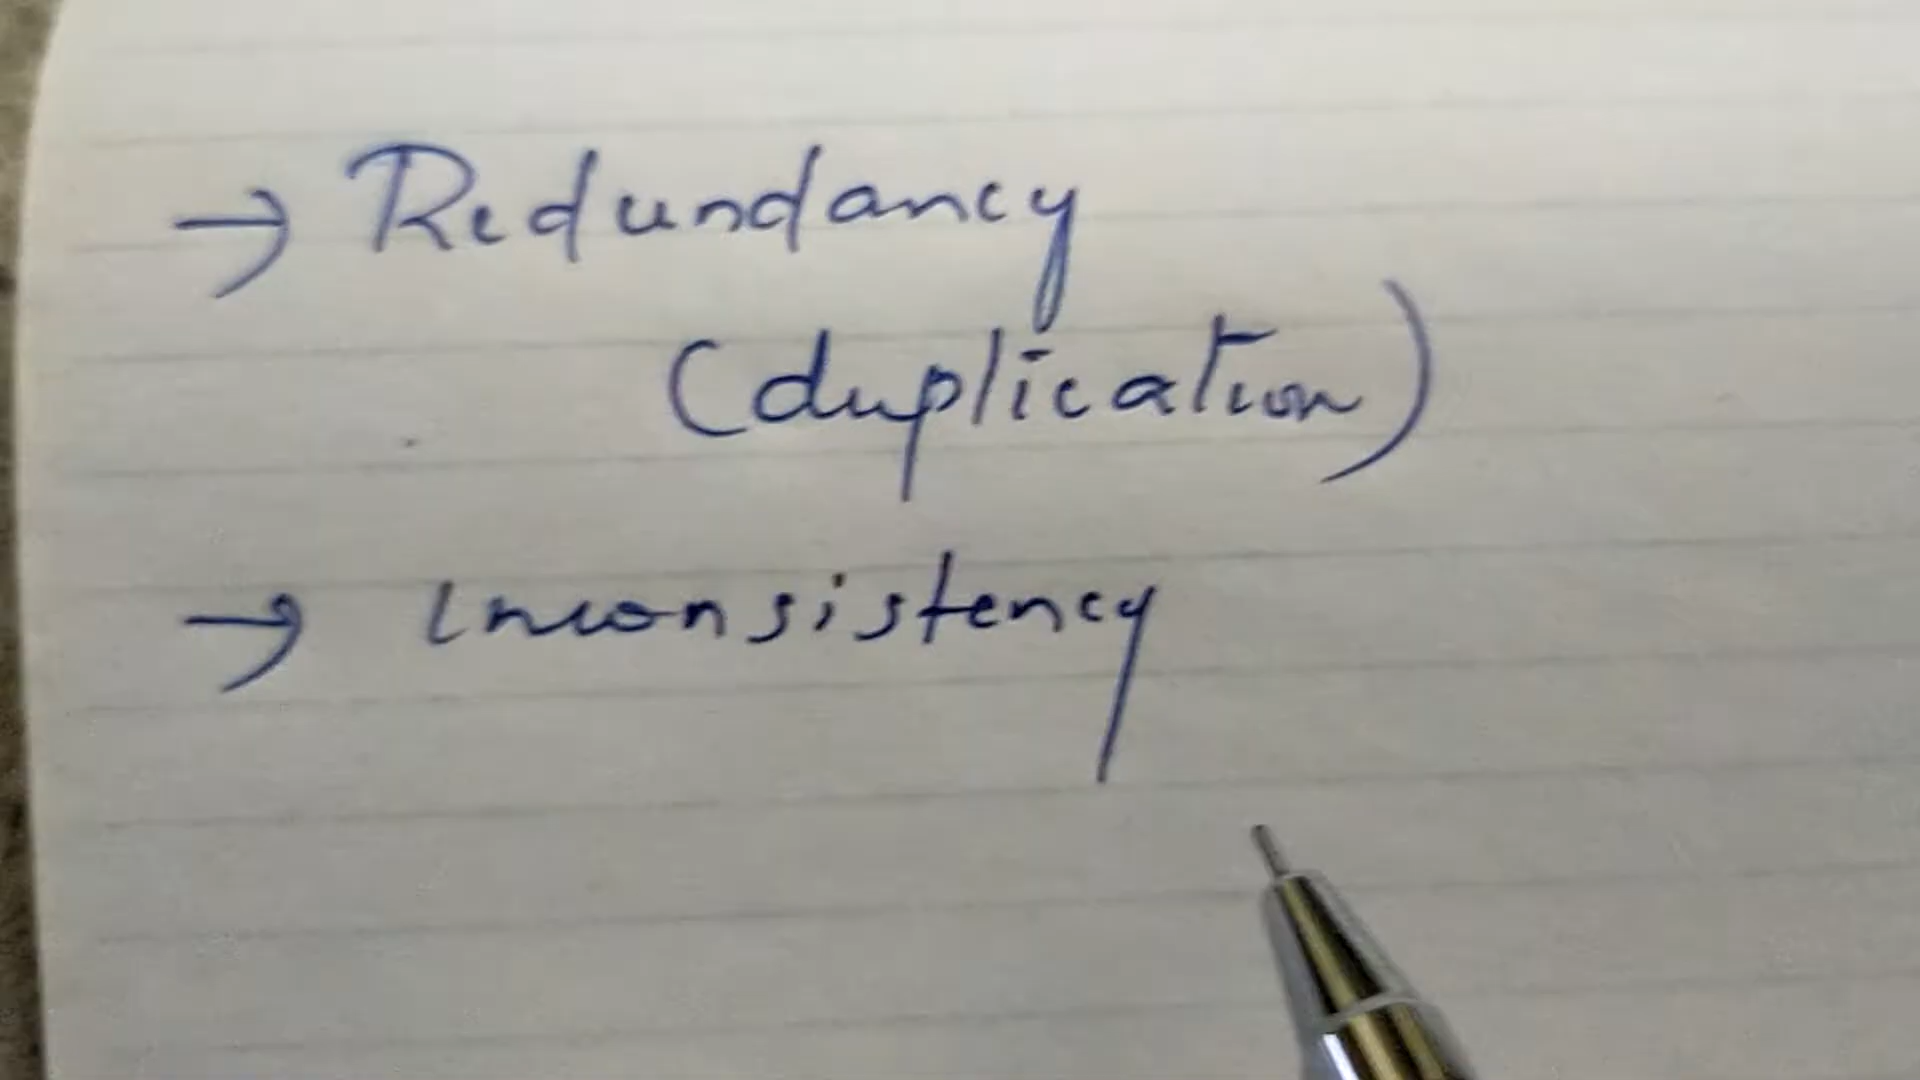 → Redundancy
(duplication)
→ Inconsistency